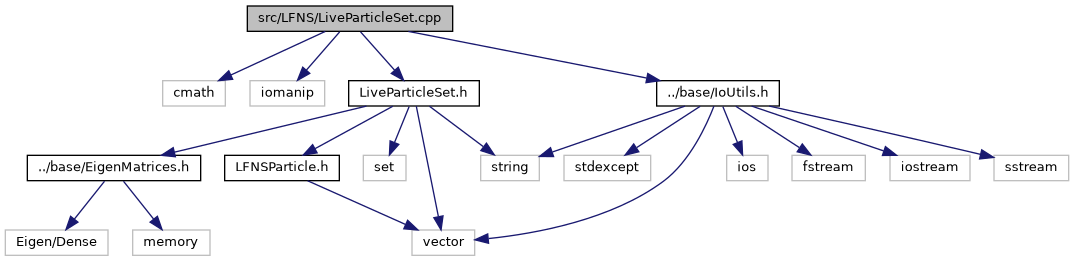 src/LFNS/LiveParticleSet.cpp
cmath
iomanip
LiveParticleSet.h
../base/IoUtils.h
../base/EigenMatrices.h
LFNSParticle.h
set
string
stdexcept
ios
fstream
iostream
sstream
Eigen/Dense
memory
vector